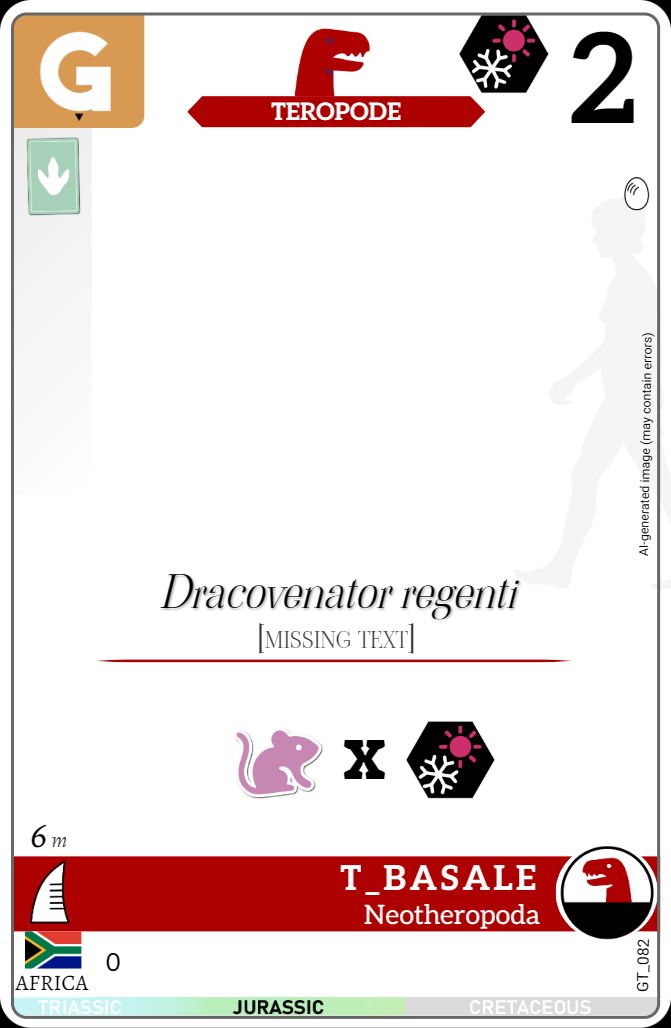 G
TEROPODE
2
AI-generated image (may contain errors)
Dracovenator regenti
[MISSING TEXT]
X
6 m
T_BASALE
Neotheropoda
0
AFRICA
GT_082
TRIASSIC
JURASSIC
CRETACEOUS